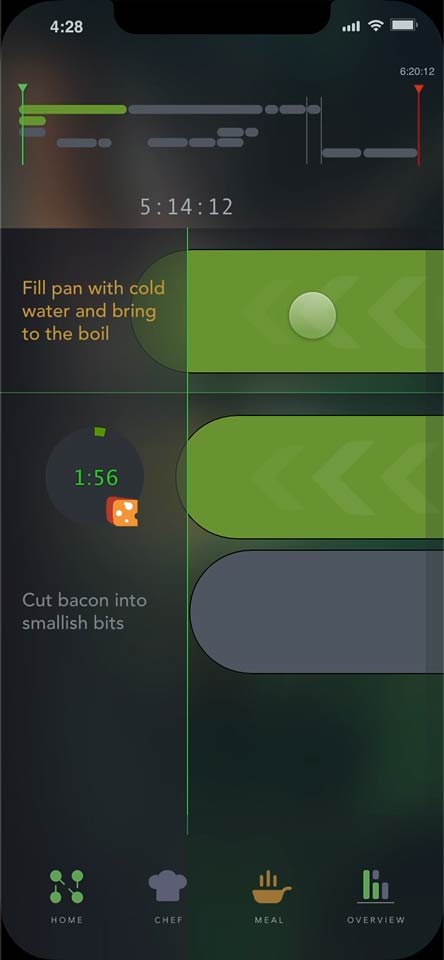 4:28
6:20:12
5:14:12
Fill pan with cold
water and bring
to the boil
1:56
Cut bacon into
smallish bits
HOME
CHEF
MEAL
OVERVIEW